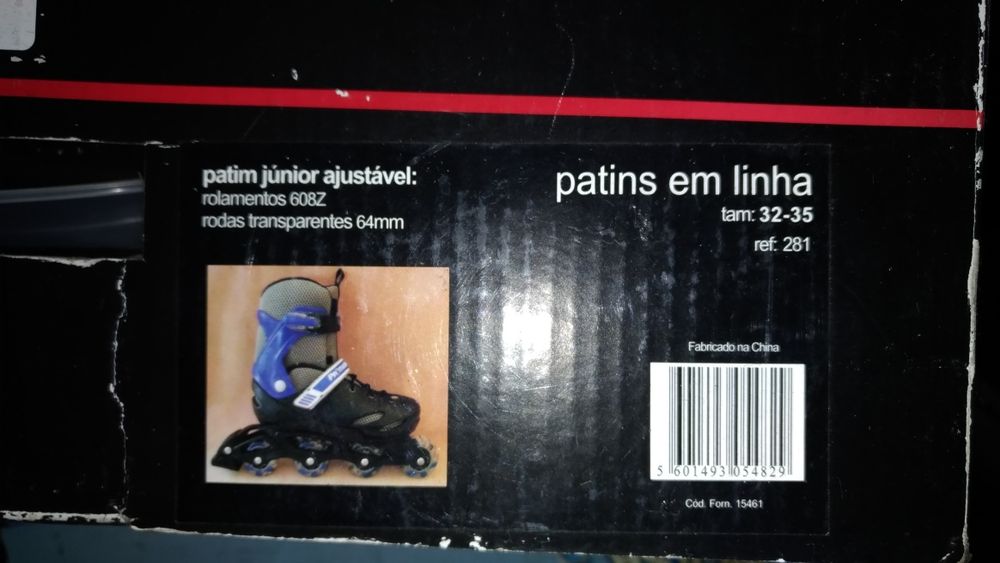 patim júnior ajustável:
rolamentos 608Z
rodas transparentes 64mm
patins em linha
tam: 32-35
ref: 281
Fabricado na China
5 601493 054829
Cód. Forn. 15461